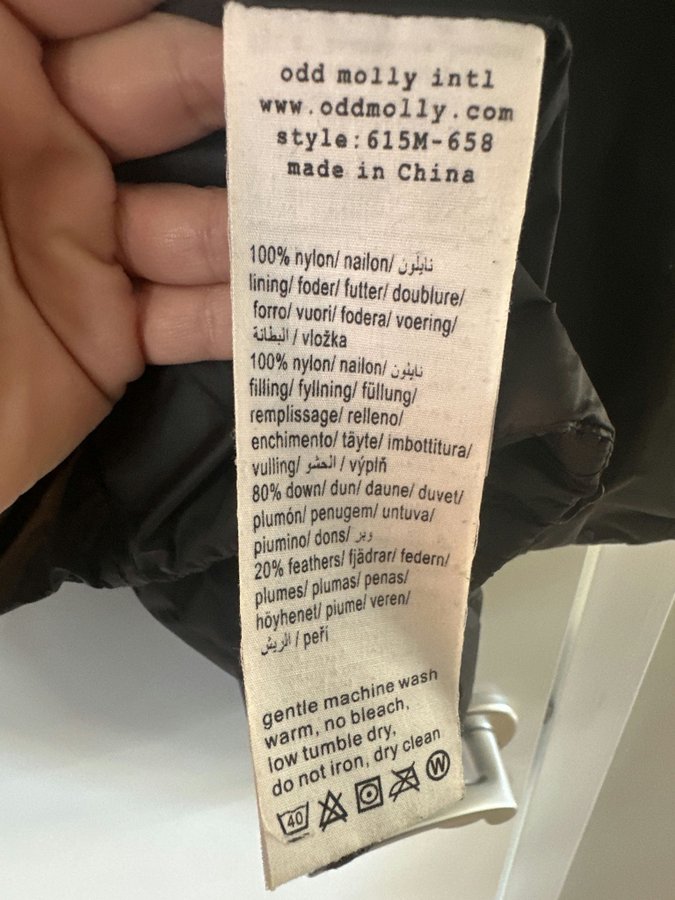 odd molly intl
www.oddmolly.com
style:615M-658
made in China
100% nylon/ nailon/ نايلون
lining/ foder/ futter/ doublure/
forro/ vuori/ fodera/ voering/
البطانة / vložka
100% nylon/ nailon/ نايلون
filling/ fyllning/ füllung/
remplissage/ relleno/
enchimento/ täyte/ imbottitura/
vulling/ الحشو / výplň
80% down/ dun/ daune/ duvet/
plumón/ penugem/ untuva/
piumino/ dons/ وبر
20% feathers/ fjädrar/ federn/
plumes/ plumas/ penas/
höyhenet/ piume/ veren/
الريش / peří
gentle machine wash
warm, no bleach,
low tumble dry,
do not iron, dry clean
40 W